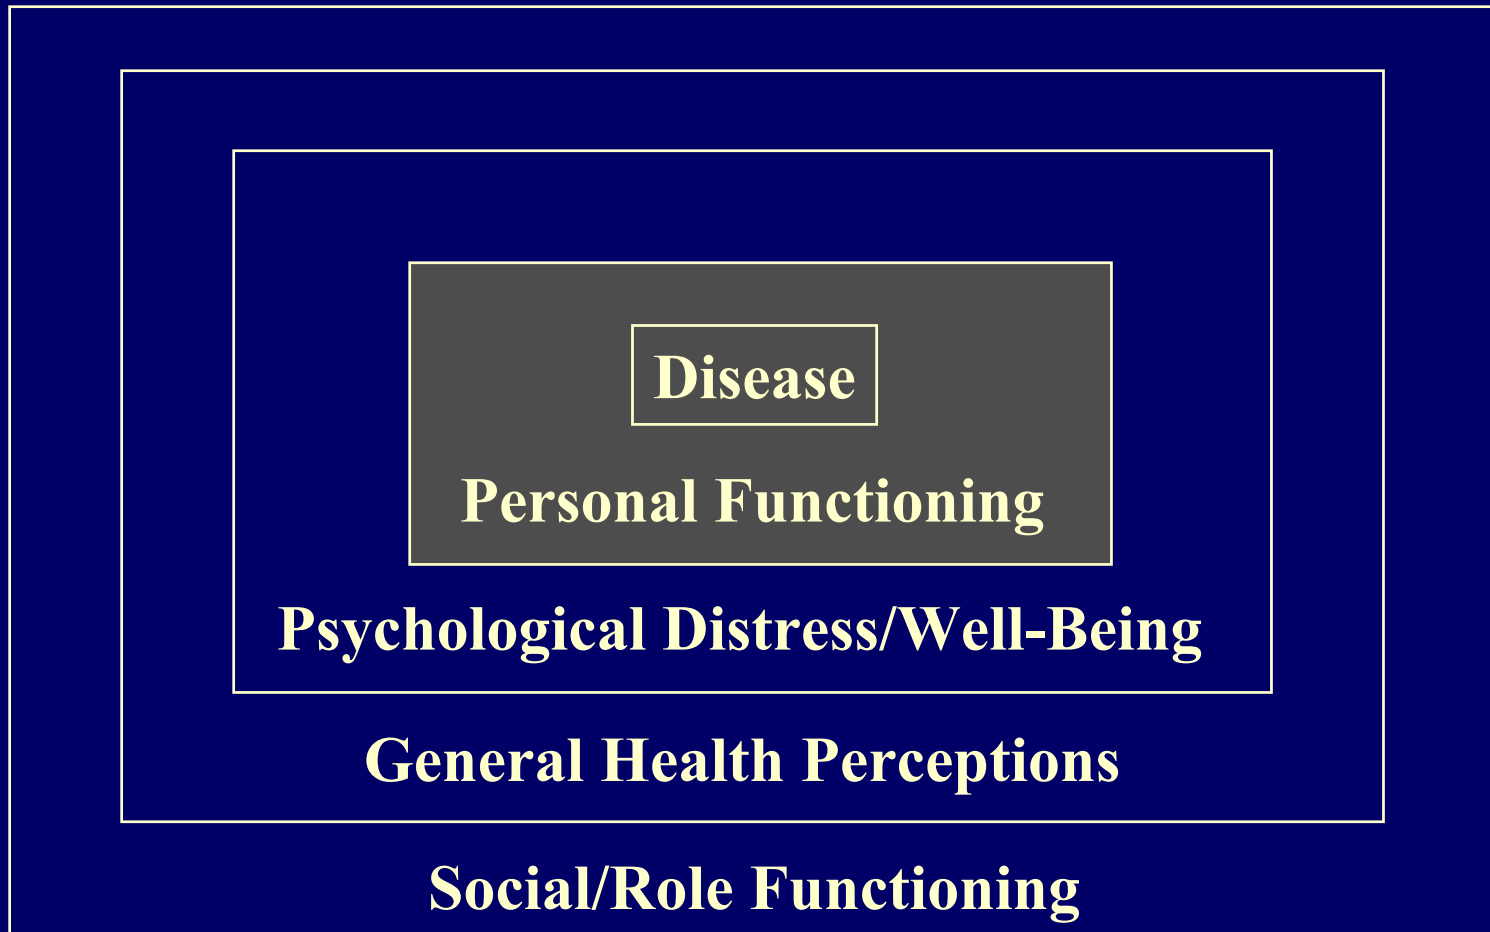 Disease
Personal Functioning
Psychological Distress/Well-Being
General Health Perceptions
Social/Role Functioning